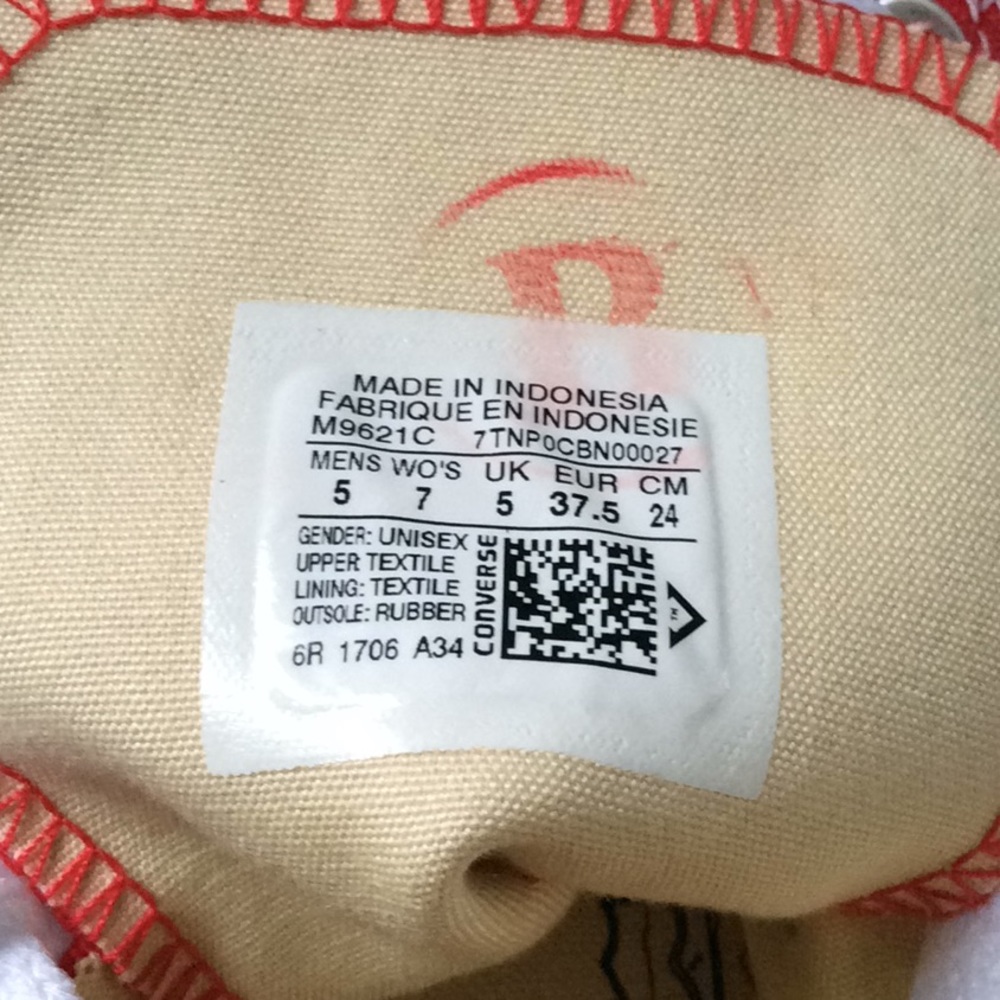 MADE IN INDONESIA
FABRIQUE EN INDONESIE
M9621C 7TNP0CBN00027
MENS WO'S UK EUR CM
5 7 5 37.5 24
GENDER: UNISEX
UPPER TEXTILE
LINING: TEXTILE
OUTSOLE: RUBBER
6R 1706 A34
CONVERSE